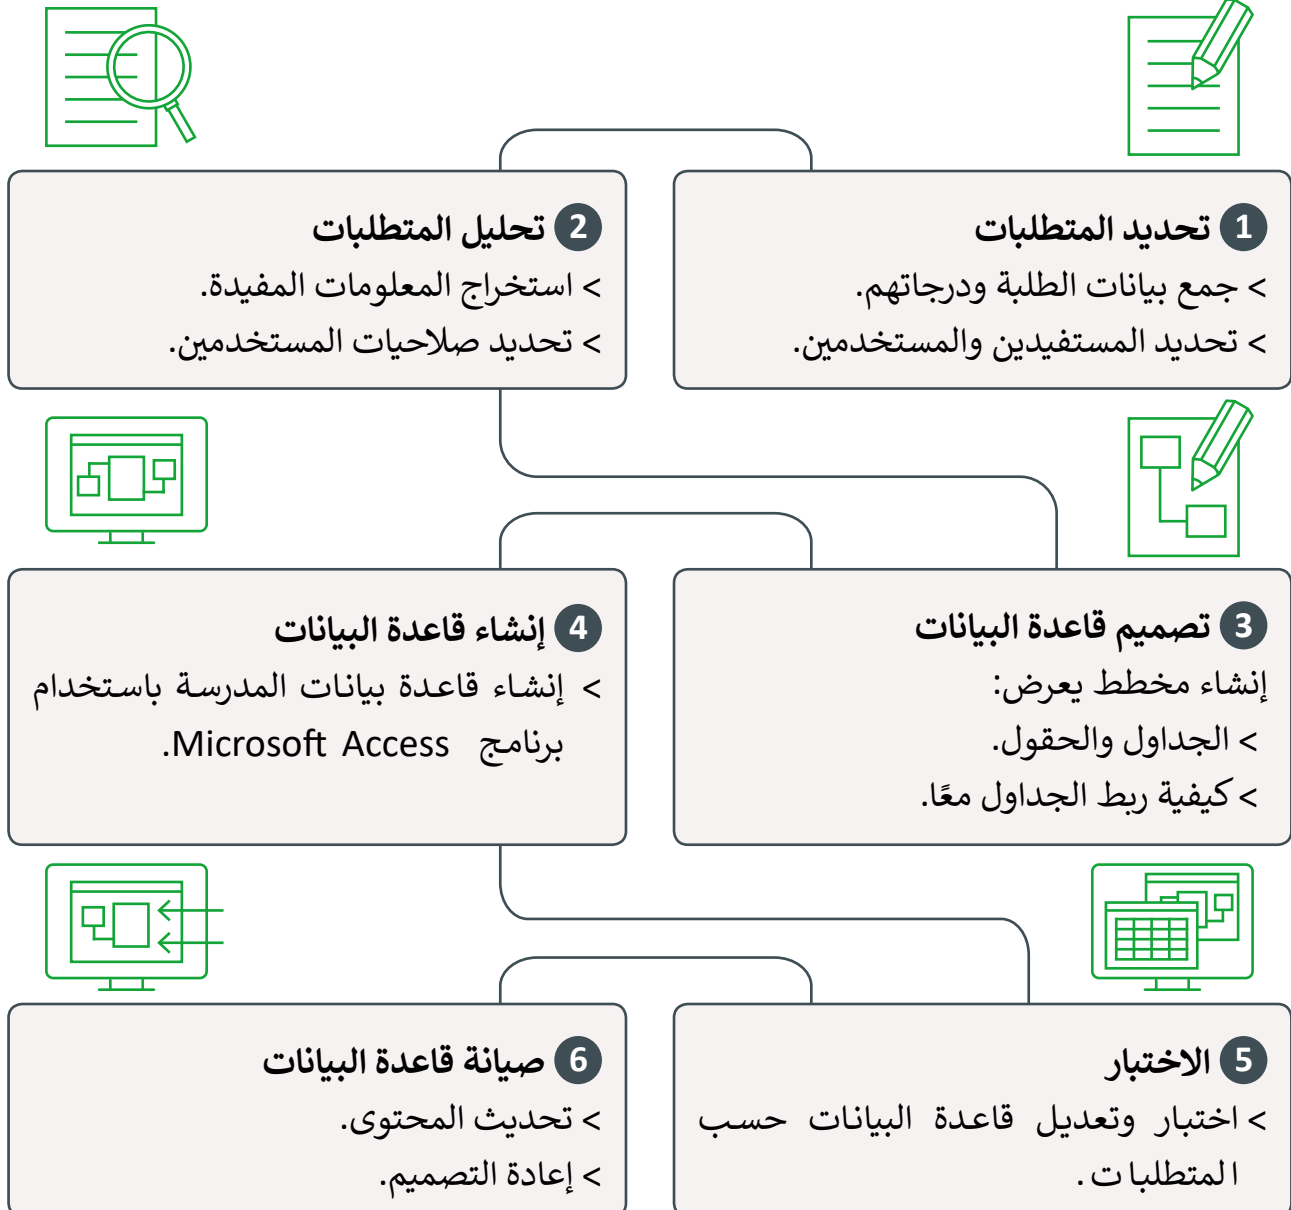 1 تحديد المتطلبات
> جمع بيانات الطلبة ودرجاتهم.
> تحديد المستفيدين والمستخدمين.
2 تحليل المتطلبات
> استخراج المعلومات المفيدة.
> تحديد صلاحيات المستخدمين.
3 تصميم قاعدة البيانات
إنشاء مخطط يعرض:
> الجداول والحقول.
> كيفية ربط الجداول معًا.
4 إنشاء قاعدة البيانات
> إنشاء قاعدة بيانات المدرسة باستخدام
برنامج Microsoft Access.
5 الاختبار
> اختبار وتعديل قاعدة البيانات حسب
المتطلبات.
6 صيانة قاعدة البيانات
> تحديث المحتوى.
> إعادة التصميم.